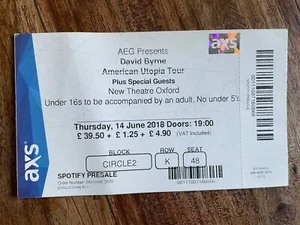 axs
AEG Presents
David Byrne
American Utopia Tour
Plus Special Guests
New Theatre Oxford
Under 16s to be accompanied by an adult. No under 5's
Thursday, 14 June 2018 Doors: 19:00
£ 39.50 + £ 1.25 + £ 4.90 (VAT Included)
BLOCK ROW SEAT
CIRCLE2 K 48
SPOTIFY PRESALE
Order Number:
axs